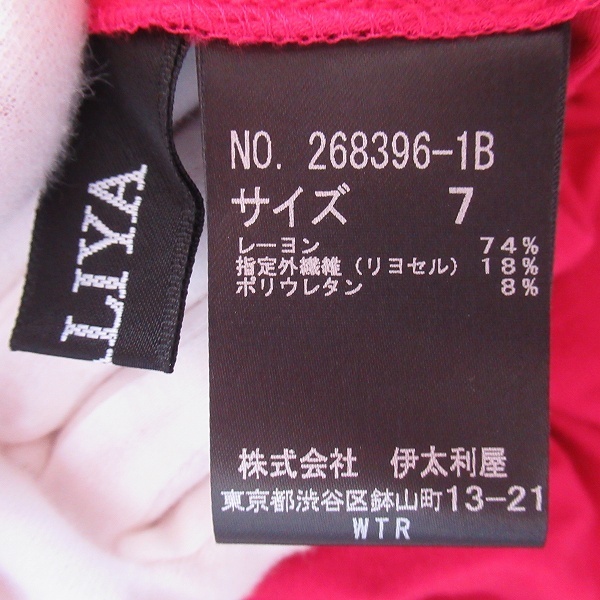 LIYA
NO. 268396-1B
サイズ 7
レーヨン 74%
指定外繊維（リヨセル） 18%
ポリウレタン 8%
株式会社 伊太利屋
東京都渋谷区鉢山町13-21
WTR